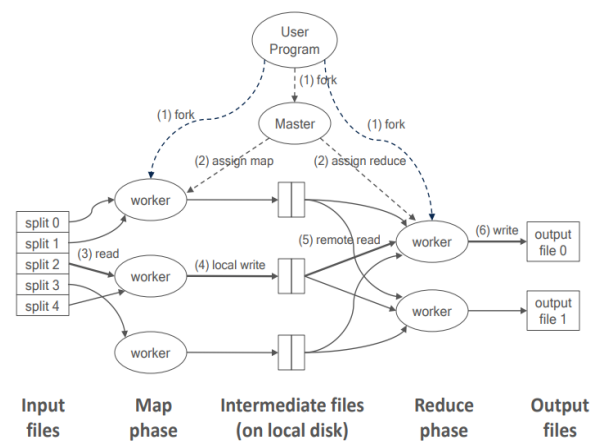 User
Program
(1) fork
Master
(1) fork
(1) fork
(2) assign map
(2) assign reduce
worker
split 0
split 1
split 2
split 3
split 4
(3) read
worker
(4) local write
(5) remote read
worker
(6) write
output
file 0
worker
output
file 1
worker
Input
files
Map
phase
Intermediate files
(on local disk)
Reduce
phase
Output
files